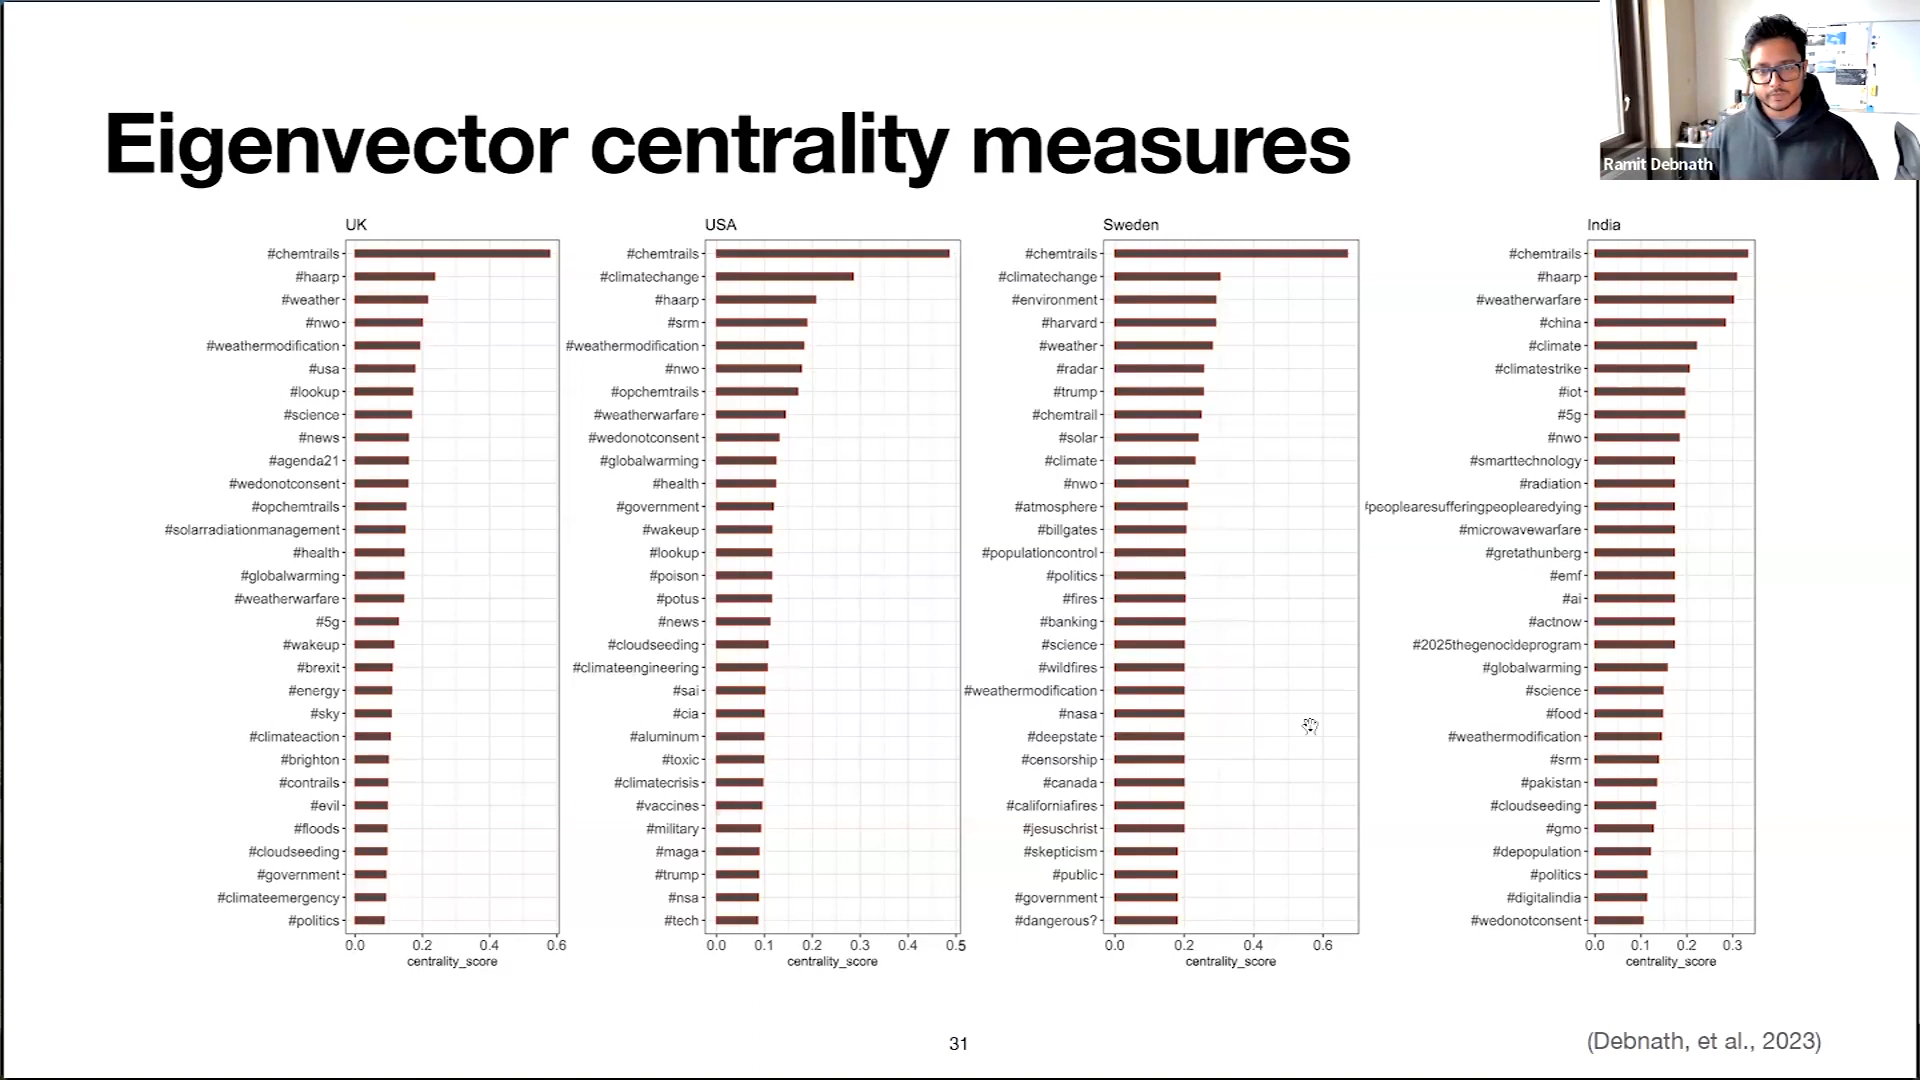 Eigenvector centrality measures
Ramit Debnath
UK
#chemtrails
#haarp
#weather
#nwo
#weathermodification
#usa
#lookup
#science
#news
#agenda21
#wedonotconsent
#opchemtrails
#solarradiationmanagement
#health
#globalwarming
#weatherwarfare
#5g
#wakeup
#brexit
#energy
#sky
#climateaction
#brighton
#contrails
#evil
#floods
#cloudseeding
#government
#climateemergency
#politics
0.0 0.2 0.4 0.6
centrality_score
USA
#chemtrails
#climatechange
#haarp
#srm
#weathermodification
#nwo
#opchemtrails
#weatherwarfare
#wedonotconsent
#globalwarming
#health
#government
#wakeup
#lookup
#poison
#potus
#news
#cloudseeding
#climateengineering
#sai
#cia
#aluminum
#toxic
#climatecrisis
#vaccines
#military
#maga
#trump
#nsa
#tech
0.0 0.1 0.2 0.3 0.4 0.5
centrality_score
Sweden
#chemtrails
#climatechange
#environment
#harvard
#weather
#radar
#trump
#chemtrail
#solar
#climate
#nwo
#atmosphere
#billgates
#populationcontrol
#politics
#fires
#banking
#science
#wildfires
#weathermodification
#nasa
#deepstate
#censorship
#canada
#californiafires
#jesuschrist
#skepticism
#public
#government
#dangerous?
0.0 0.2 0.4 0.6
centrality_score
India
#chemtrails
#haarp
#weatherwarfare
#china
#climate
#climatestrike
#iot
#5g
#nwo
#smarttechnology
#radiation
#peoplearesufferingpeoplearedying
#microwavewarfare
#gretathunberg
#emf
#ai
#actnow
#2025thegenocideprogram
#globalwarming
#science
#food
#weathermodification
#srm
#pakistan
#cloudseeding
#gmo
#depopulation
#politics
#digitalindia
#wedonotconsent
0.0 0.1 0.2 0.3
centrality_score
31
(Debnath, et al., 2023)